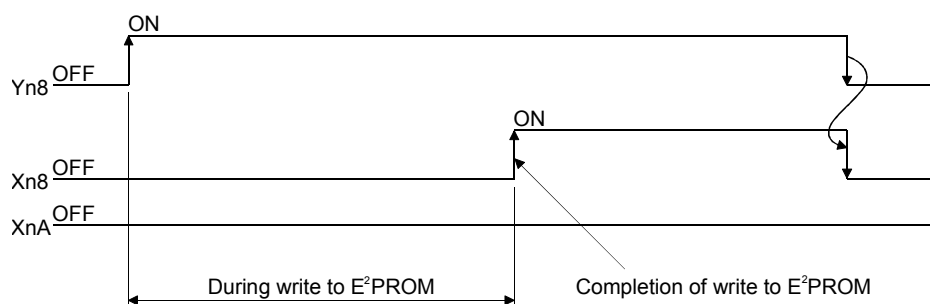 ON
OFF
Yn8
ON
OFF
Xn8
OFF
XnA
During write to E²PROM
Completion of write to E²PROM